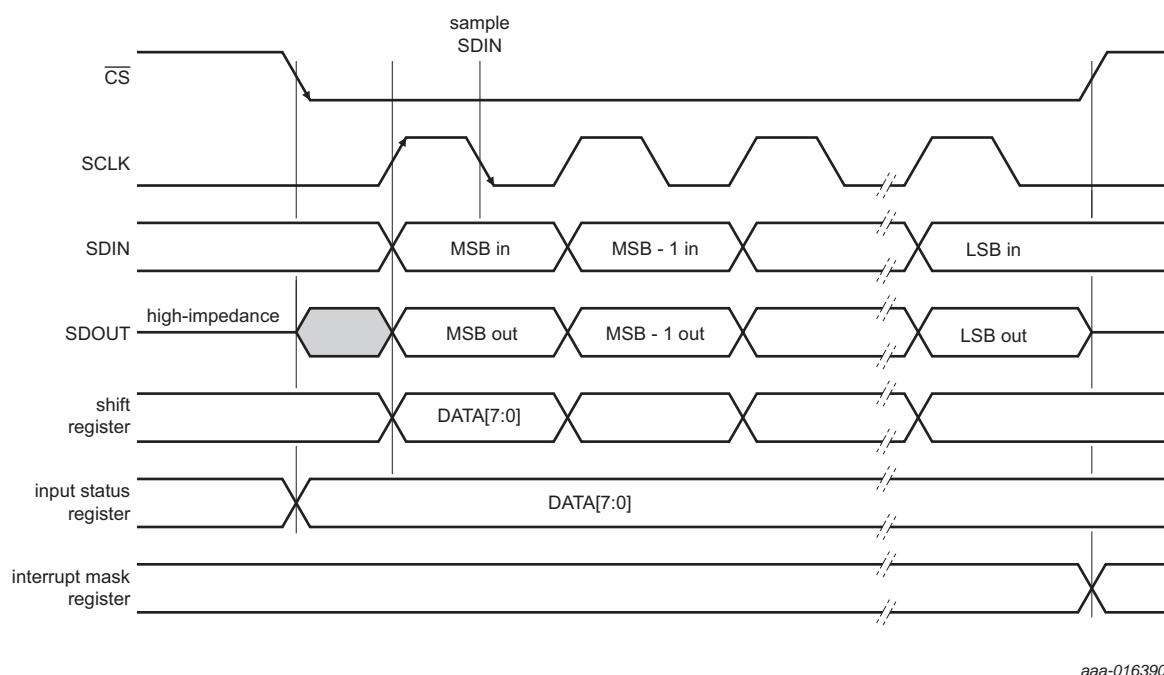 sample
SDIN
CS
SCLK
SDIN
MSB in
MSB - 1 in
LSB in
high-impedance
SDOUT
MSB out
MSB - 1 out
LSB out
shift
register
DATA[7:0]
input status
register
DATA[7:0]
interrupt mask
register
aaa-016390